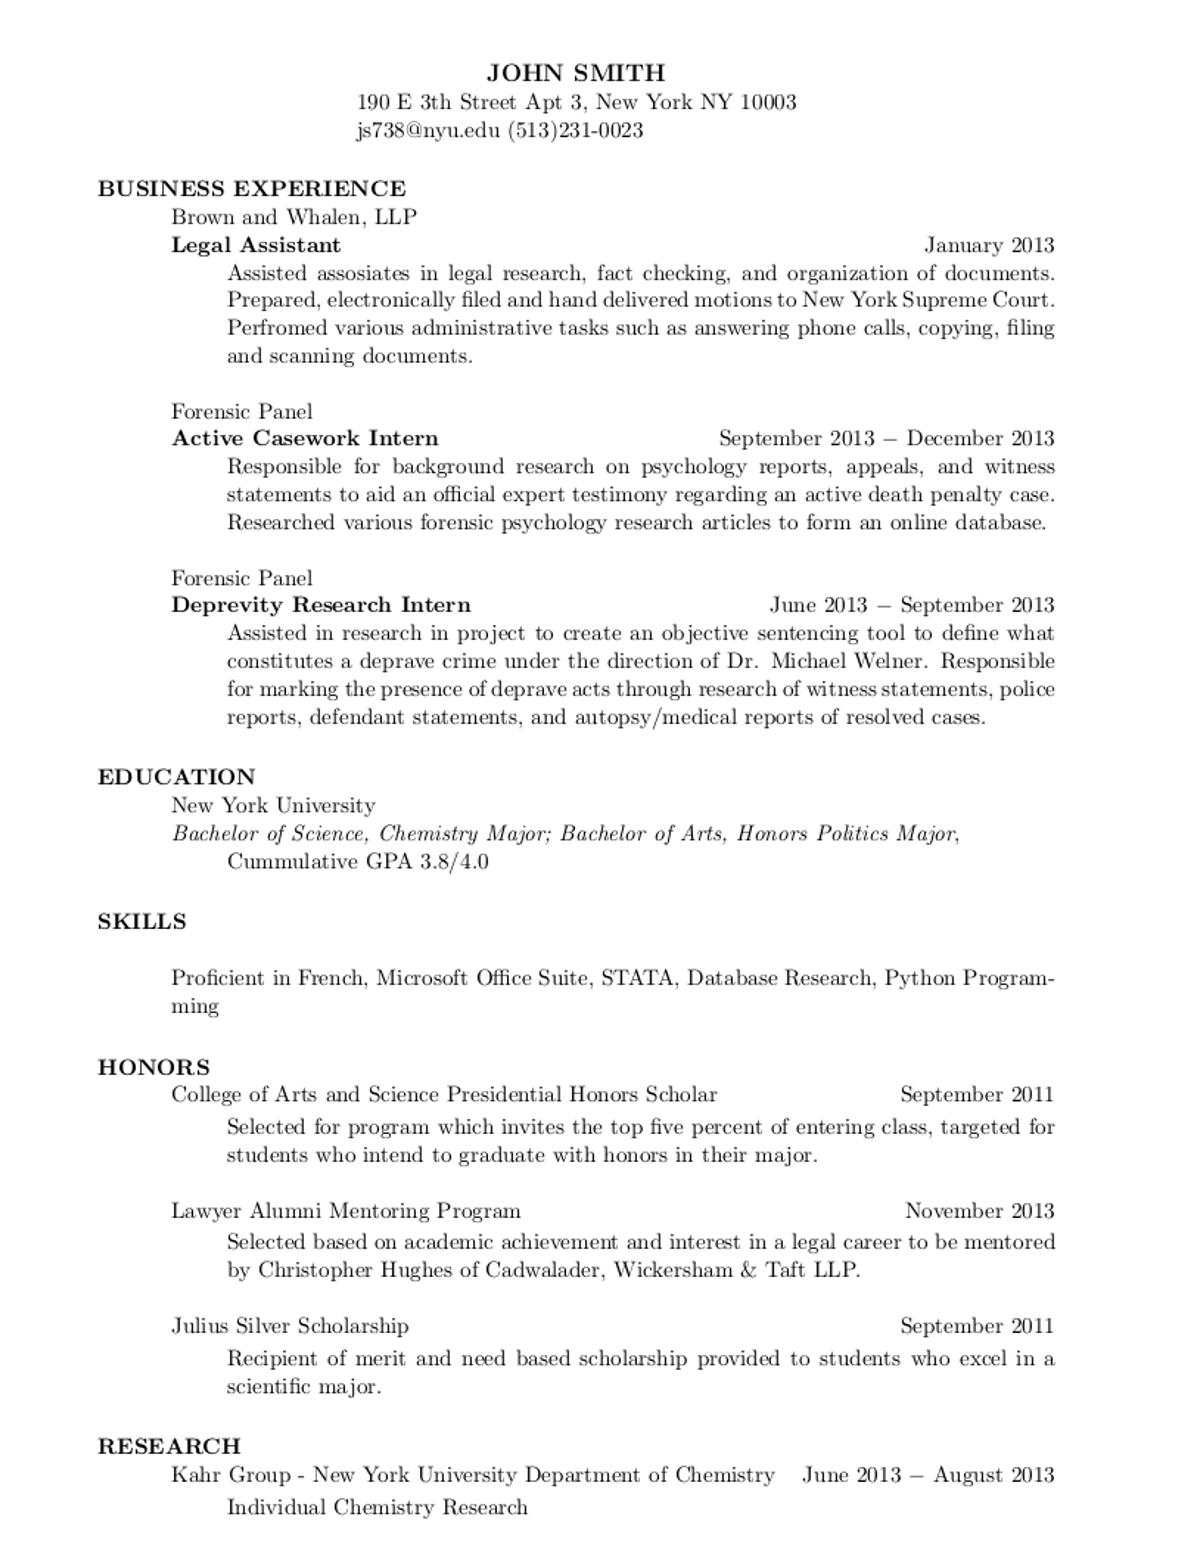 JOHN SMITH
190 E 3th Street Apt 3, New York NY 10003
js738@nyu.edu (513)231-0023
BUSINESS EXPERIENCE
Brown and Whalen, LLP
Legal Assistant January 2013
Assisted assosiates in legal research, fact checking, and organization of documents.
Prepared, electronically filed and hand delivered motions to New York Supreme Court.
Perfromed various administrative tasks such as answering phone calls, copying, filing
and scanning documents.
Forensic Panel
Active Casework Intern September 2013 – December 2013
Responsible for background research on psychology reports, appeals, and witness
statements to aid an official expert testimony regarding an active death penalty case.
Researched various forensic psychology research articles to form an online database.
Forensic Panel
Deprevity Research Intern June 2013 – September 2013
Assisted in research in project to create an objective sentencing tool to define what
constitutes a deprave crime under the direction of Dr. Michael Welner. Responsible
for marking the presence of deprave acts through research of witness statements, police
reports, defendant statements, and autopsy/medical reports of resolved cases.
EDUCATION
New York University
Bachelor of Science, Chemistry Major; Bachelor of Arts, Honors Politics Major,
Cummulative GPA 3.8/4.0
SKILLS
Proficient in French, Microsoft Office Suite, STATA, Database Research, Python Program-
ming
HONORS
College of Arts and Science Presidential Honors Scholar September 2011
Selected for program which invites the top five percent of entering class, targeted for
students who intend to graduate with honors in their major.
Lawyer Alumni Mentoring Program November 2013
Selected based on academic achievement and interest in a legal career to be mentored
by Christopher Hughes of Cadwalader, Wickersham & Taft LLP.
Julius Silver Scholarship September 2011
Recipient of merit and need based scholarship provided to students who excel in a
scientific major.
RESEARCH
Kahr Group - New York University Department of Chemistry June 2013 – August 2013
Individual Chemistry Research